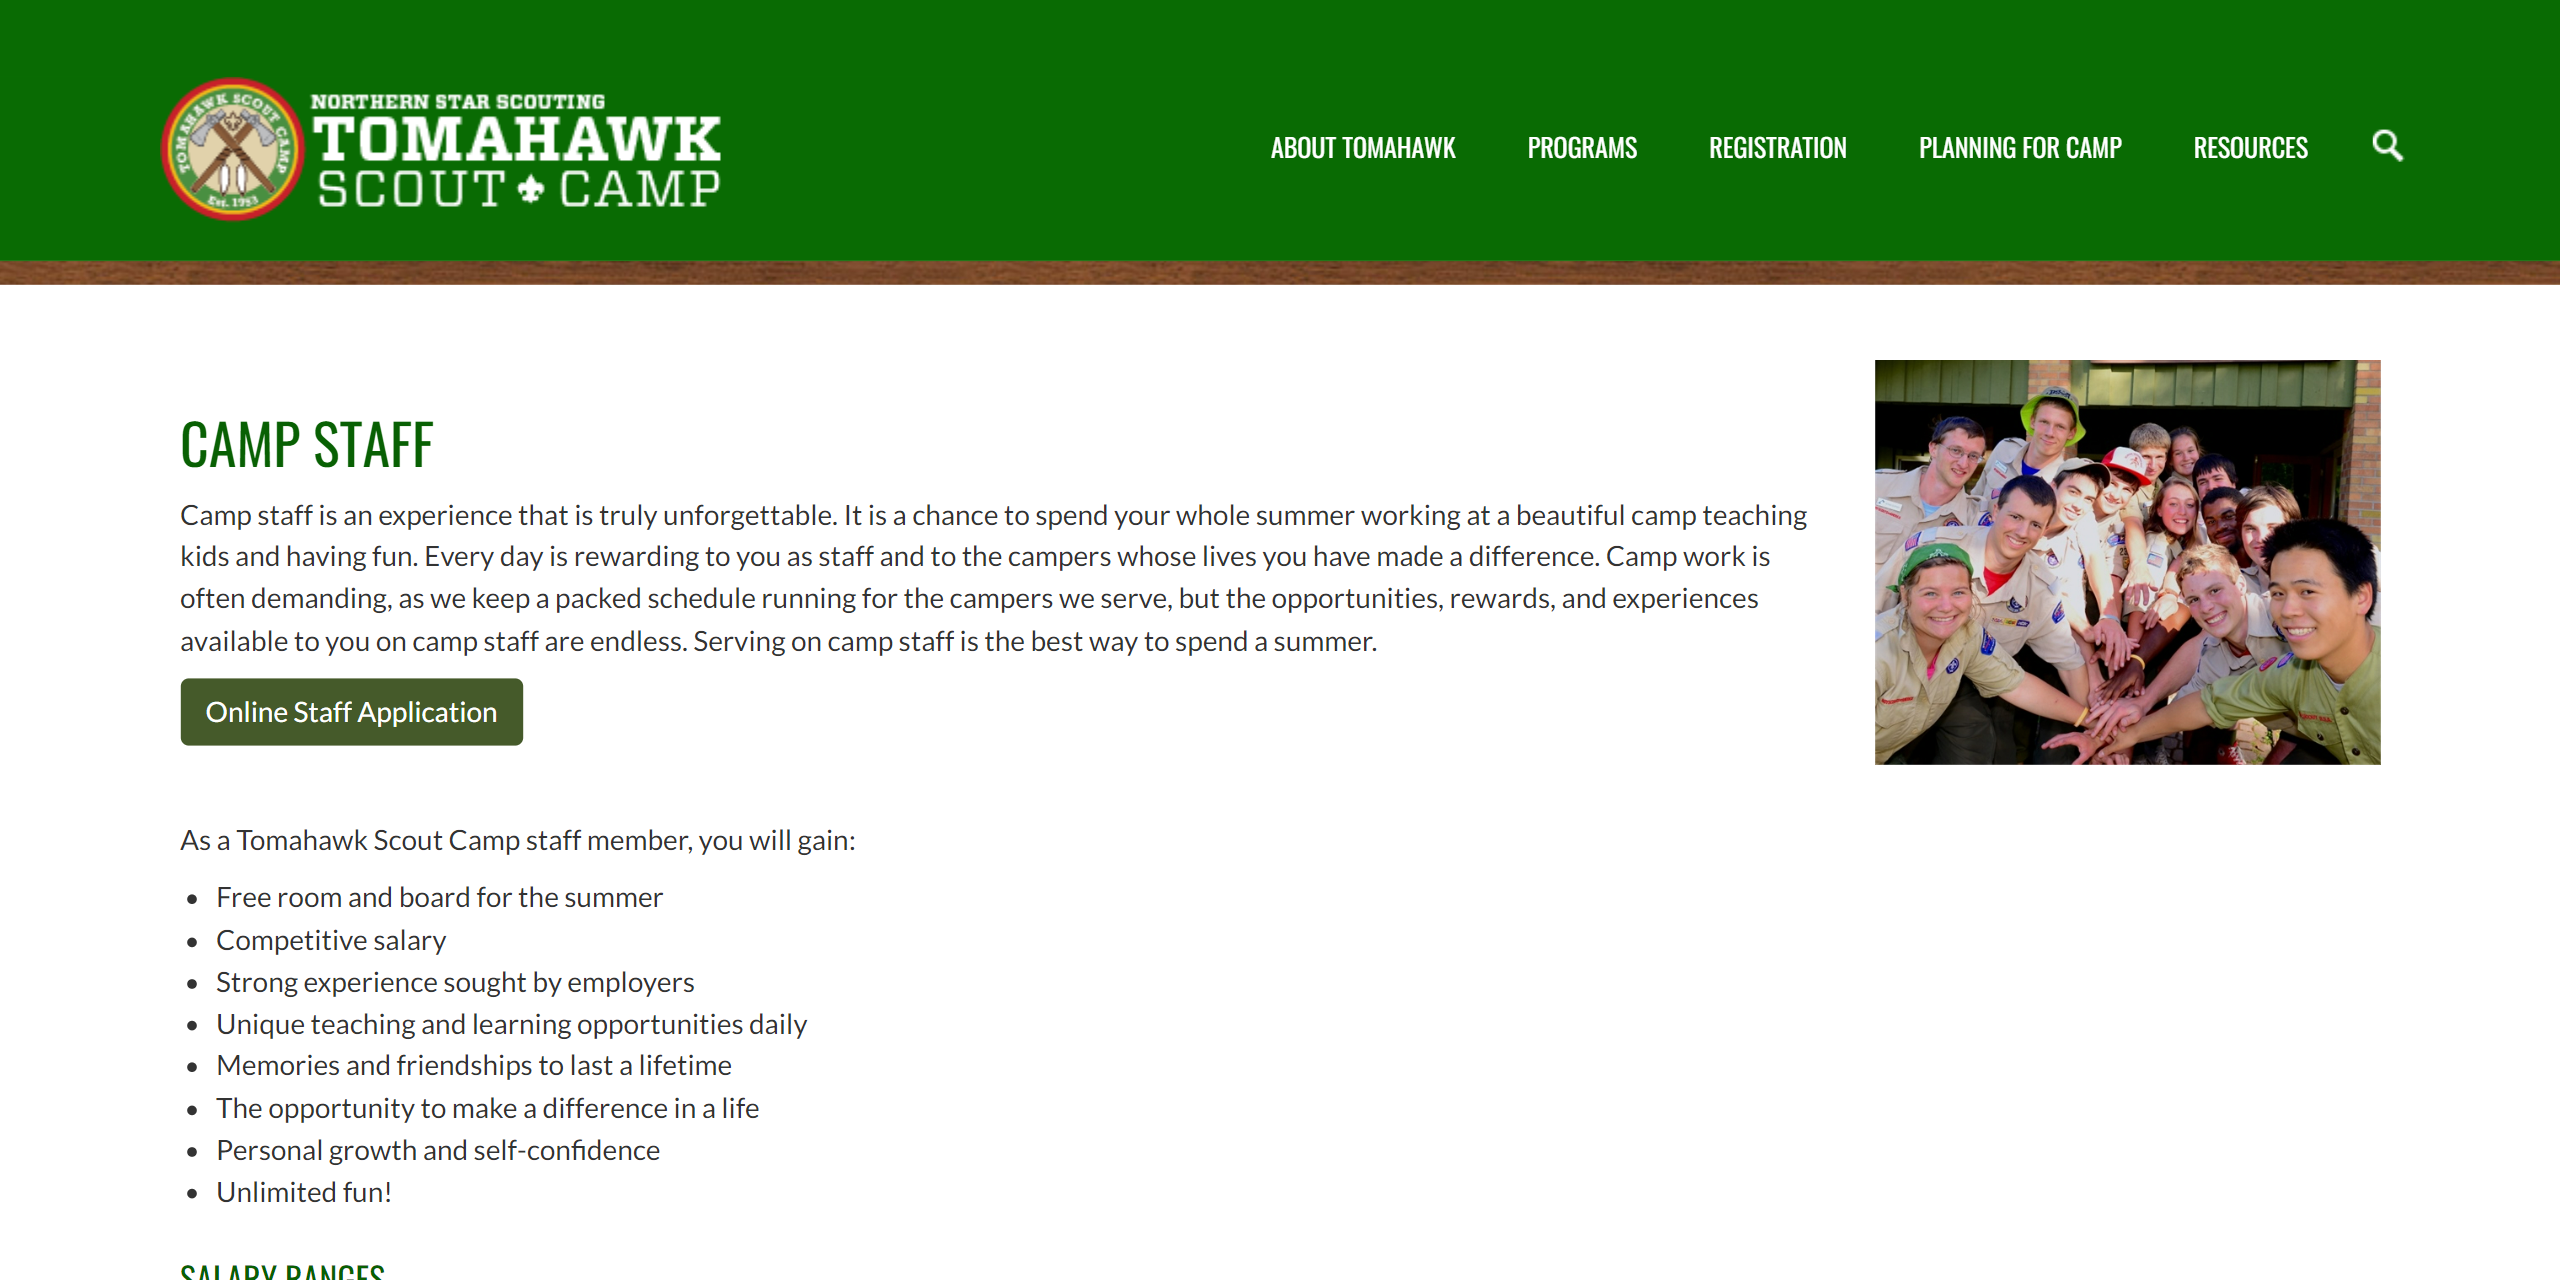 TOMAHAWK SCOUT CAMP
Est. 1953
NORTHERN STAR SCOUTING
TOMAHAWK
SCOUT CAMP
ABOUT TOMAHAWK
PROGRAMS
REGISTRATION
PLANNING FOR CAMP
RESOURCES
CAMP STAFF
Camp staff is an experience that is truly unforgettable. It is a chance to spend your whole summer working at a beautiful camp teaching
kids and having fun. Every day is rewarding to you as staff and to the campers whose lives you have made a difference. Camp work is
often demanding, as we keep a packed schedule running for the campers we serve, but the opportunities, rewards, and experiences
available to you on camp staff are endless. Serving on camp staff is the best way to spend a summer.
Online Staff Application
As a Tomahawk Scout Camp staff member, you will gain:
• Free room and board for the summer
• Competitive salary
• Strong experience sought by employers
• Unique teaching and learning opportunities daily
• Memories and friendships to last a lifetime
• The opportunity to make a difference in a life
• Personal growth and self-confidence
• Unlimited fun!
SALARY RANGES